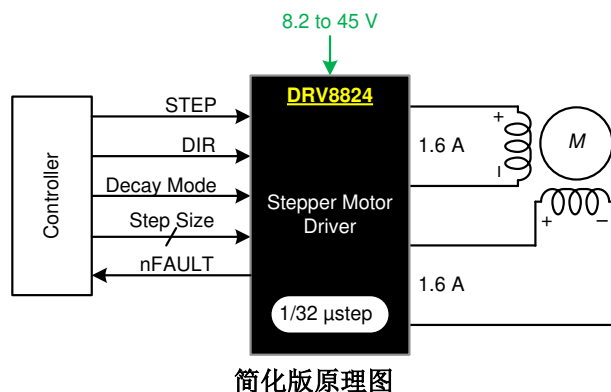 8.2 to 45 V
DRV8824
Controller
STEP
DIR
Decay Mode
Step Size
nFAULT
Stepper Motor
Driver
1/32 µstep
+
1.6 A
–
M
+
–
1.6 A
简化版原理图